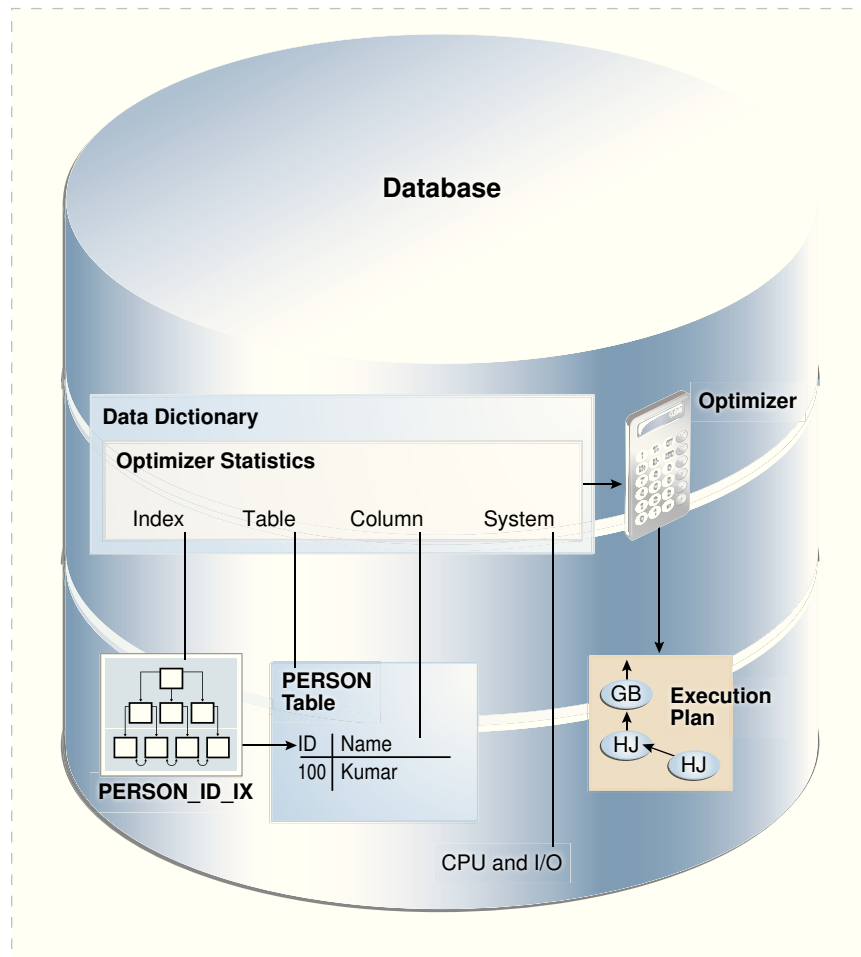 Database
Data Dictionary
Optimizer
Optimizer Statistics
Index Table Column System
PERSON
Table
ID Name
100 Kumar
PERSON_ID_IX
GB
HJ
HJ
Execution
Plan
CPU and I/O